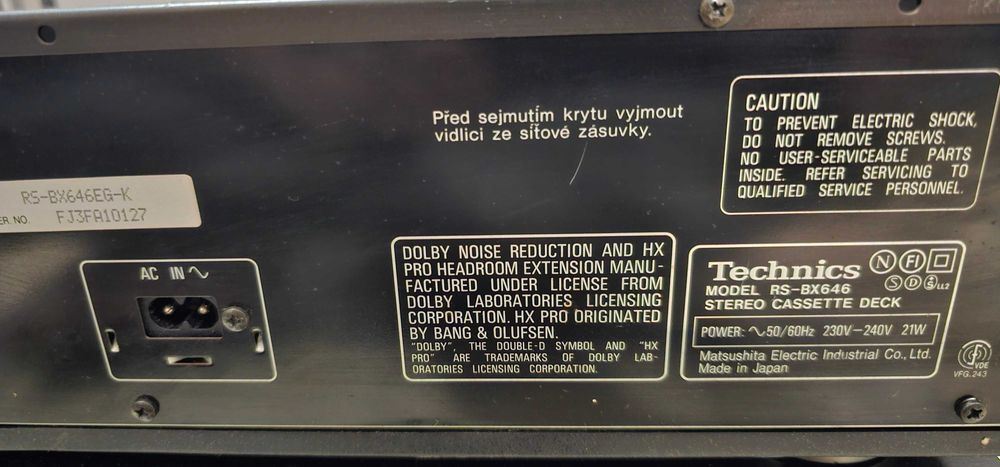 Před sejmutím krytu vyjmout
vidlici ze síťové zásuvky.
CAUTION
TO PREVENT ELECTRIC SHOCK,
DO NOT REMOVE SCREWS.
NO USER-SERVICEABLE PARTS
INSIDE. REFER SERVICING TO
QUALIFIED SERVICE PERSONNEL.
RS-BX646EG-K
ER NO. FJ3FA10127
AC IN
DOLBY NOISE REDUCTION AND HX
PRO HEADROOM EXTENSION MANU-
FACTURED UNDER LICENSE FROM
DOLBY LABORATORIES LICENSING
CORPORATION. HX PRO ORIGINATED
BY BANG & OLUFSEN.
"DOLBY", THE DOUBLE-D SYMBOL AND "HX
PRO" ARE TRADEMARKS OF DOLBY LAB-
ORATORIES LICENSING CORPORATION.
Technics N FI
MODEL RS-BX646 S D S LL2
STEREO CASSETTE DECK
POWER: ∿50/60Hz 230V-240V 21W
Matsushita Electric Industrial Co., Ltd.
Made in Japan
VDE
VFG.243